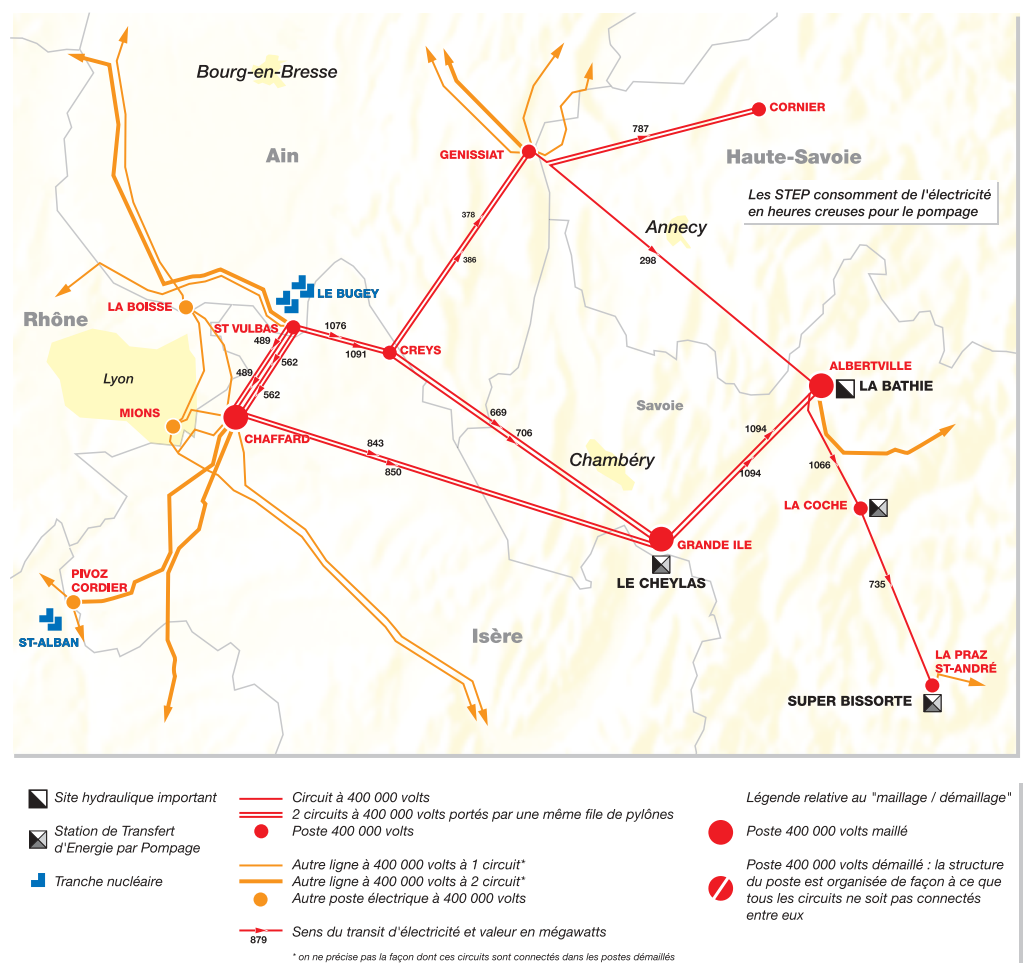 Bourg-en-Bresse
Ain
GENISSIAT
787
CORNIER
Haute-Savoie
Les STEP consomment de l'électricité
en heures creuses pour le pompage
378
386
Annecy
298
LE BUGEY
LA BOISSE
Rhône
ST VULBAS
1076
1091
CREYS
489
562
489
562
Lyon
MIONS
CHAFFARD
ALBERTVILLE
LA BATHIE
Savoie
669
706
843
850
Chambéry
1094
1094
1066
LA COCHE
GRANDE ILE
LE CHEYLAS
735
PIVOZ
CORDIER
ST-ALBAN
Isère
LA PRAZ
ST-ANDRÉ
SUPER BISSORTE
Site hydraulique important
Station de Transfert
d'Energie par Pompage
Tranche nucléaire
Circuit à 400 000 volts
2 circuits à 400 000 volts portés par une même file de pylônes
Poste 400 000 volts
Autre ligne à 400 000 volts à 1 circuit*
Autre ligne à 400 000 volts à 2 circuit*
Autre poste électrique à 400 000 volts
879
Sens du transit d'électricité et valeur en mégawatts
* on ne précise pas la façon dont ces circuits sont connectés dans les postes démaillés
Légende relative au "maillage / démaillage"
Poste 400 000 volts maillé
Poste 400 000 volts démaillé : la structure
du poste est organisée de façon à ce que
tous les circuits ne soit pas connectés
entre eux